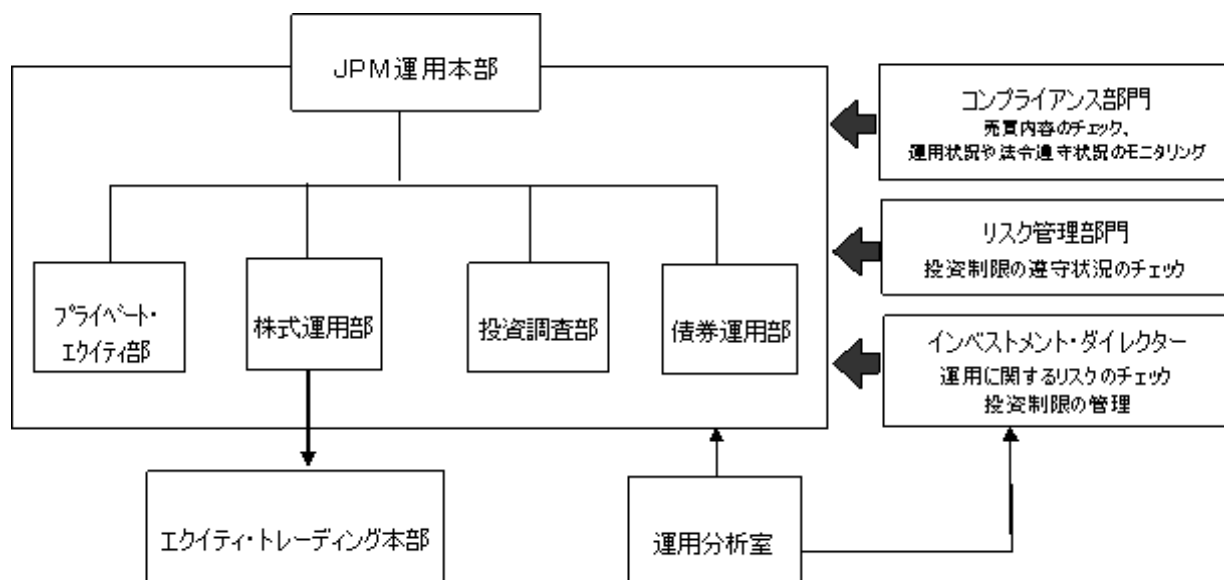 JPM運用本部
コンプライアンス部門
売買内容のチェック、
運用状況や法令遵守状況のモニタリング
リスク管理部門
投資制限の遵守状況のチェック
プライベート・
エクイティ部
株式運用部
投資調査部
債券運用部
インベストメント・ダイレクター
運用に関するリスクのチェック
投資制限の管理
エクイティ・トレーディング本部
運用分析室